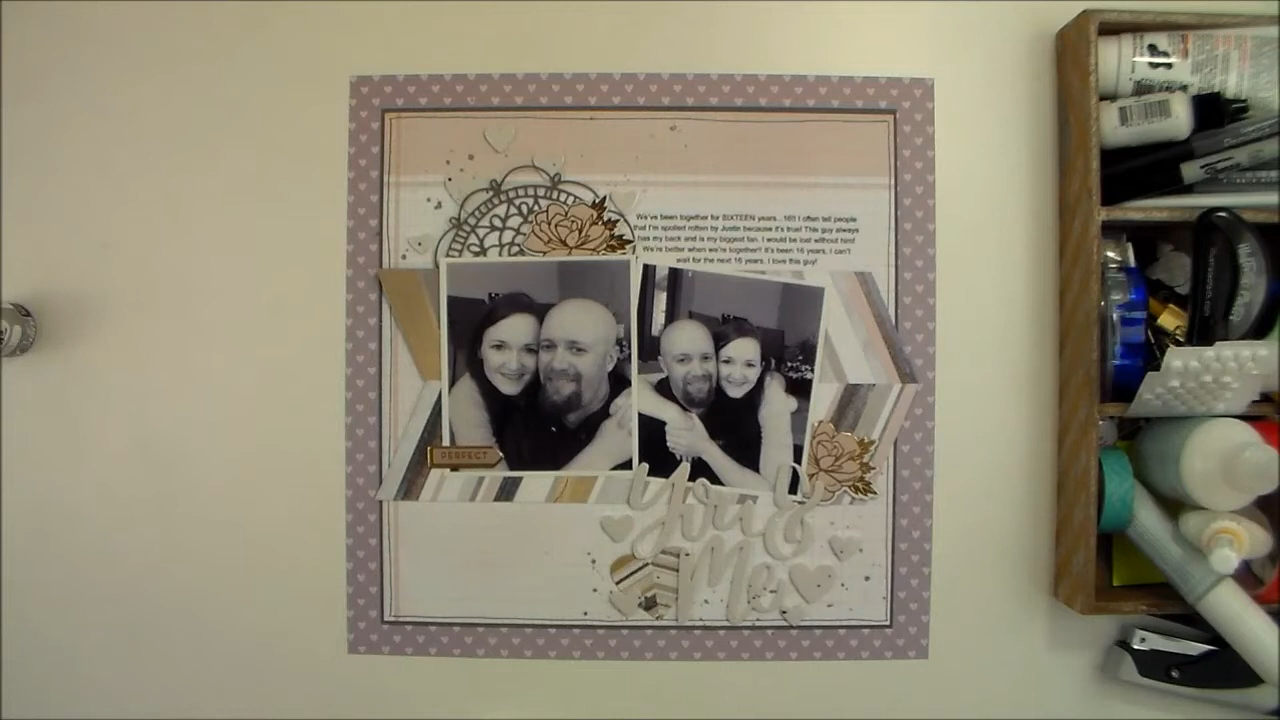 We've been together for SIXTEEN years...16!! I often tell people
that I'm spoiled rotten by Justin because it's true! This guy always
has my back and is my biggest fan. I would be lost without him!
We're better when we're together!! It's been 16 years, I can't
wait for the next 16 years. I love this guy!
PERFECT
You &
Me